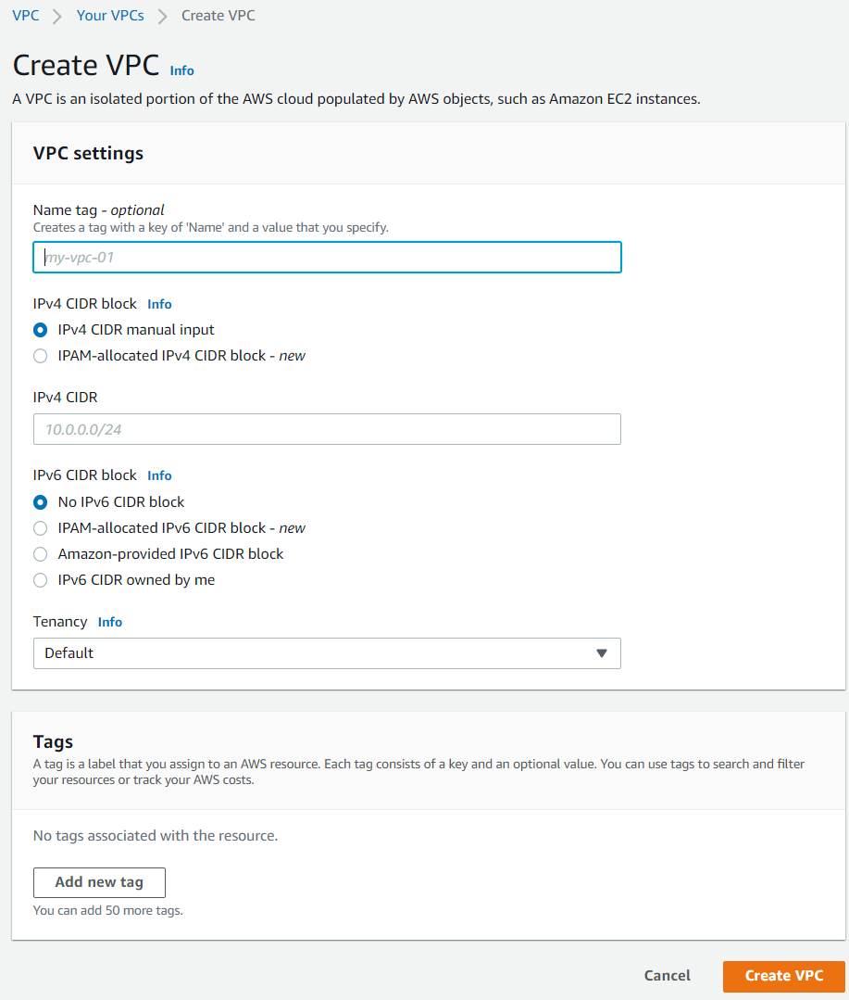 VPC > Your VPCs > Create VPC
Create VPC Info
A VPC is an isolated portion of the AWS cloud populated by AWS objects, such as Amazon EC2 instances.
VPC settings
Name tag - optional
Creates a tag with a key of 'Name' and a value that you specify.
my-vpc-01
IPv4 CIDR block Info
IPv4 CIDR manual input
IPAM-allocated IPv4 CIDR block - new
IPv4 CIDR
10.0.0.0/24
IPv6 CIDR block Info
No IPv6 CIDR block
IPAM-allocated IPv6 CIDR block - new
Amazon-provided IPv6 CIDR block
IPv6 CIDR owned by me
Tenancy Info
Default
Tags
A tag is a label that you assign to an AWS resource. Each tag consists of a key and an optional value. You can use tags to search and filter
your resources or track your AWS costs.
No tags associated with the resource.
Add new tag
You can add 50 more tags.
Cancel Create VPC